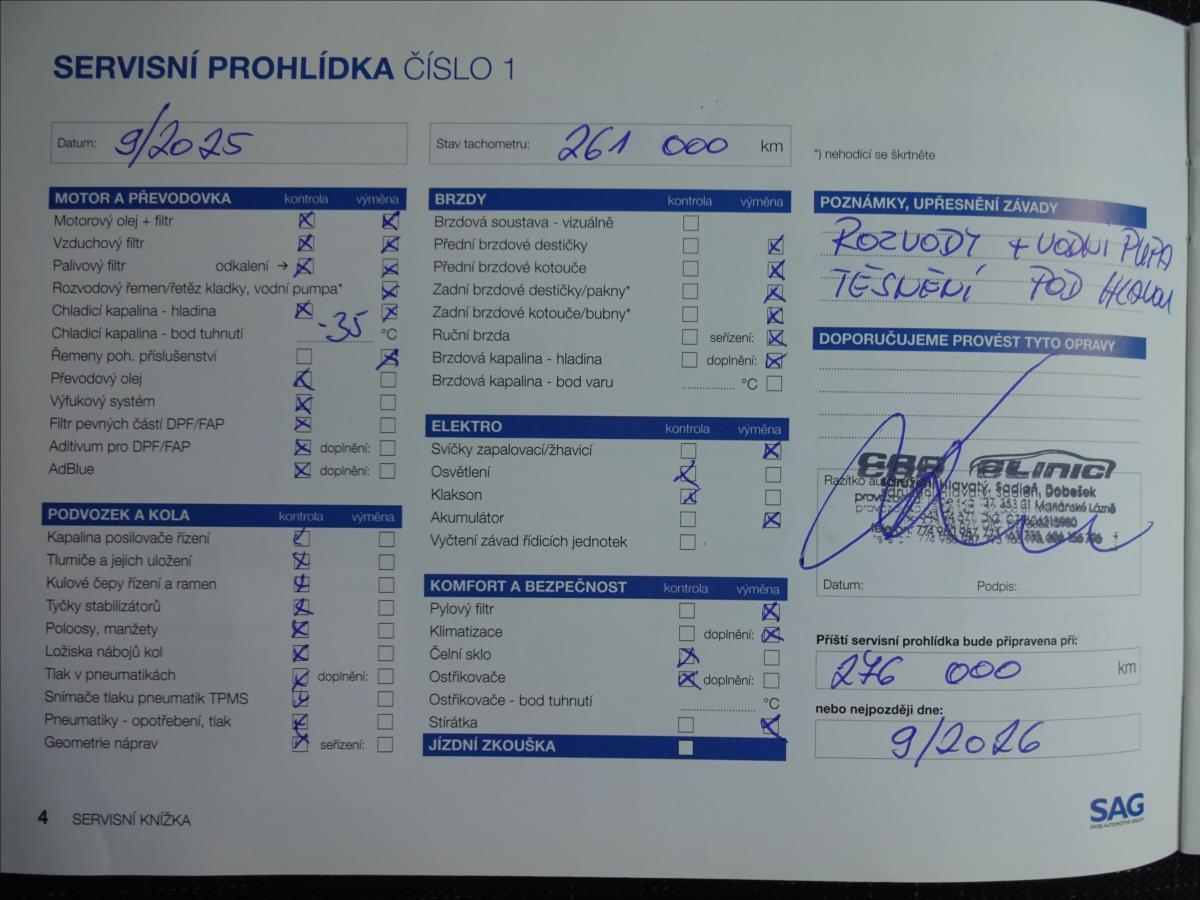 SERVISNÍ PROHLÍDKA ČÍSLO 1
Datum: 9/2025
Stav tachometru: 261 000 km
*) nehodící se škrtněte
MOTOR A PŘEVODOVKA kontrola výměna
Motorový olej + filtr
Vzduchový filtr
Palivový filtr odkalení →
Rozvodový řemen/řetěz kladky, vodní pumpa*
Chladicí kapalina - hladina
Chladicí kapalina - bod tuhnutí -35 °C
Řemeny poh. příslušenství
Převodový olej
Výfukový systém
Filtr pevných částí DPF/FAP
Aditivum pro DPF/FAP doplnění:
AdBlue doplnění:
PODVOZEK A KOLA kontrola výměna
Kapalina posilovače řízení
Tlumiče a jejich uložení
Kulové čepy řízení a ramen
Tyčky stabilizátorů
Poloosy, manžety
Ložiska nábojů kol
Tlak v pneumatikách doplnění:
Snímače tlaku pneumatik TPMS
Pneumatiky - opotřebení, tlak
Geometrie náprav seřízení:
BRZDY kontrola výměna
Brzdová soustava - vizuálně
Přední brzdové destičky
Přední brzdové kotouče
Zadní brzdové destičky/pakny*
Zadní brzdové kotouče/bubny*
Ruční brzda seřízení:
Brzdová kapalina - hladina doplnění:
Brzdová kapalina - bod varu °C
ELEKTRO kontrola výměna
Svíčky zapalovací/žhavicí
Osvětlení
Klakson
Akumulátor
Vyčtení závad řídicích jednotek
KOMFORT A BEZPEČNOST kontrola výměna
Pylový filtr
Klimatizace doplnění:
Čelní sklo
Ostřikovače doplnění:
Ostřikovače - bod tuhnutí °C
Stírátka
JÍZDNÍ ZKOUŠKA
POZNÁMKY, UPŘESNĚNÍ ZÁVADY
ROZVODY + VODNÍ PUPA
TĚSNĚNÍ POD HLAVOU
DOPORUČUJEME PROVÉST TYTO OPRAVY
CAR CLINIC
Razítko
Hlavatý, Sadloň, Dobešek
Mariánské Lázně
Datum: Podpis:
Příští servisní prohlídka bude připravena při:
276 000 km
nebo nejpozději dne:
9/2026
4 SERVISNÍ KNÍŽKA
SAG
SWISS AUTOMOTIVE GROUP